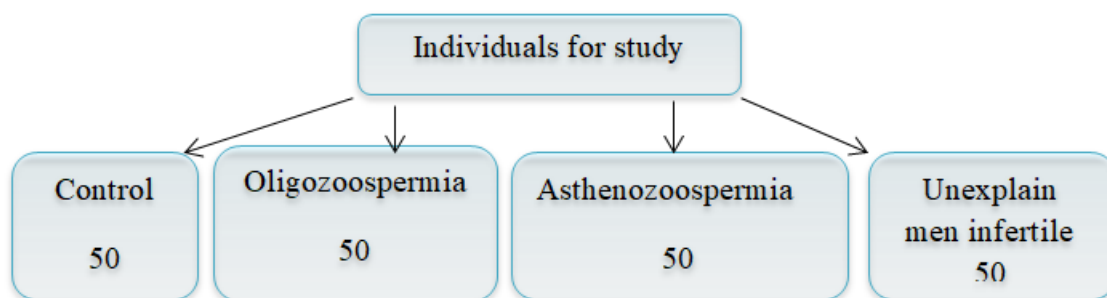 Individuals for study
Control
50
Oligozoospermia
50
Asthenozoospermia
50
Unexplain
men infertile
50